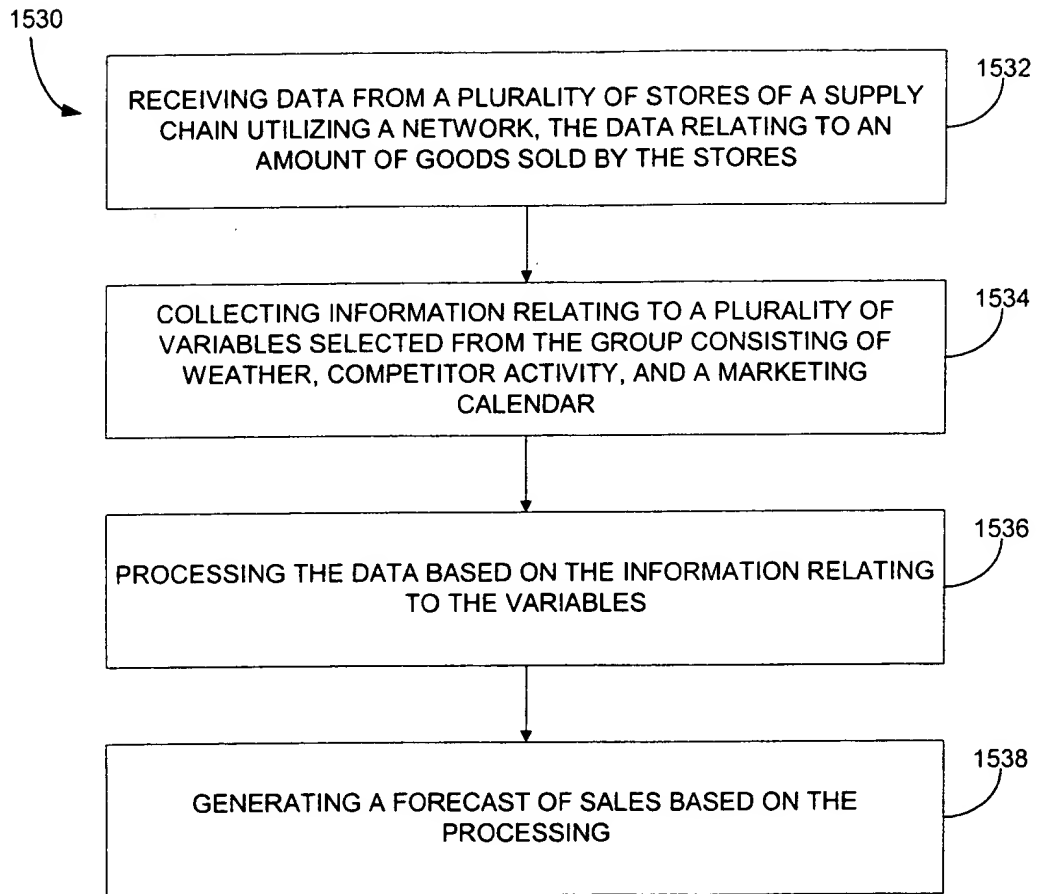 1530
1532
RECEIVING DATA FROM A PLURALITY OF STORES OF A SUPPLY
CHAIN UTILIZING A NETWORK, THE DATA RELATING TO AN
AMOUNT OF GOODS SOLD BY THE STORES
1534
COLLECTING INFORMATION RELATING TO A PLURALITY OF
VARIABLES SELECTED FROM THE GROUP CONSISTING OF
WEATHER, COMPETITOR ACTIVITY, AND A MARKETING
CALENDAR
1536
PROCESSING THE DATA BASED ON THE INFORMATION RELATING
TO THE VARIABLES
1538
GENERATING A FORECAST OF SALES BASED ON THE
PROCESSING